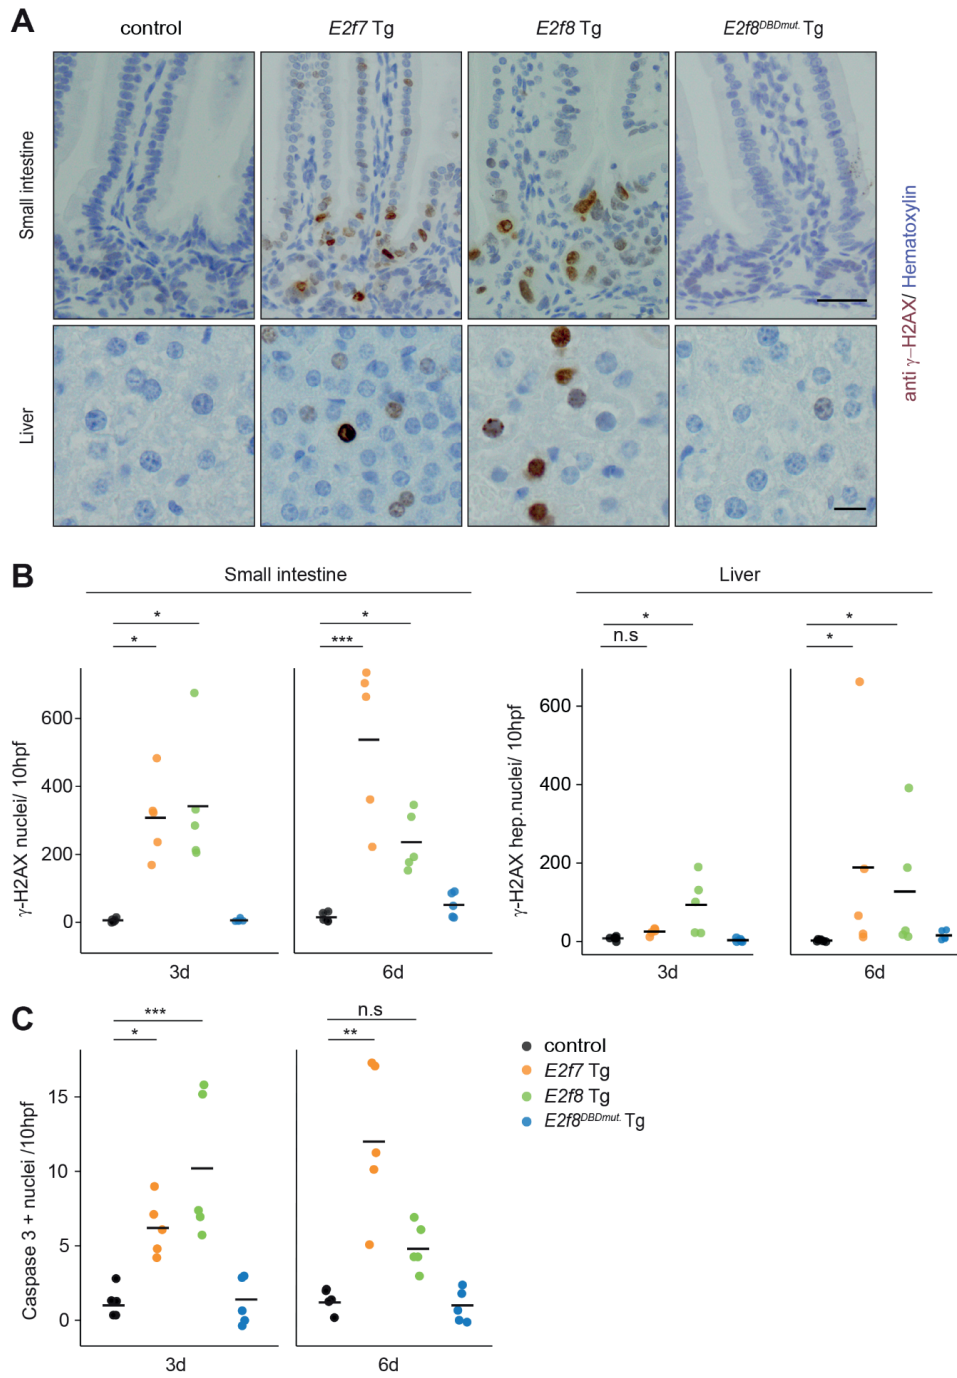 A
control
E2f7 Tg
E2f8 Tg
E2f8DBDmut. Tg
Small intestine
Liver
anti γ–H2AX/ Hematoxylin
B
Small intestine
Liver
*
*
*
***
*
n.s
*
*
γ-H2AX nuclei/ 10hpf
600
400
200
0
3d
6d
γ-H2AX hep.nuclei/ 10hpf
600
400
200
0
3d
6d
C
***
*
n.s
**
Caspase 3 + nuclei /10hpf
15
10
5
0
3d
6d
control
E2f7 Tg
E2f8 Tg
E2f8DBDmut. Tg